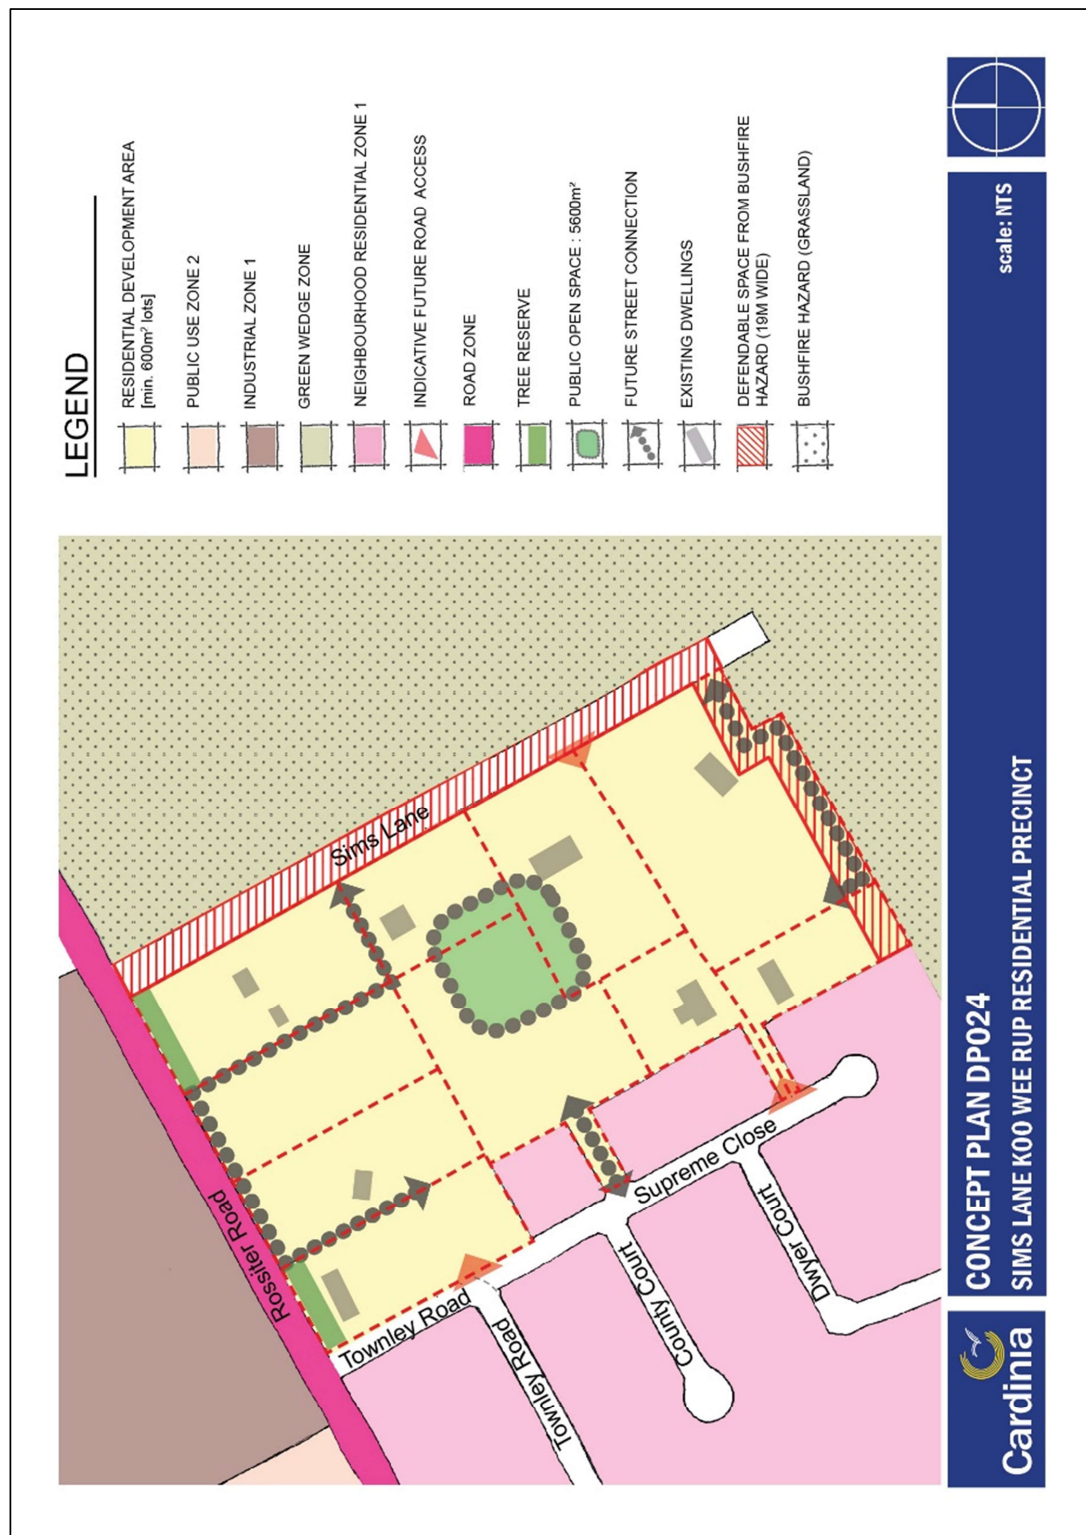 LEGEND
RESIDENTIAL DEVELOPMENT AREA
[min. 600m² lots]
PUBLIC USE ZONE 2
INDUSTRIAL ZONE 1
GREEN WEDGE ZONE
NEIGHBOURHOOD RESIDENTIAL ZONE 1
INDICATIVE FUTURE ROAD ACCESS
ROAD ZONE
TREE RESERVE
PUBLIC OPEN SPACE : 5600m²
FUTURE STREET CONNECTION
EXISTING DWELLINGS
DEFENDABLE SPACE FROM BUSHFIRE
HAZARD (19M WIDE)
BUSHFIRE HAZARD (GRASSLAND)
Rossiter Road
Sims Lane
Townley Road
Townley Road
County Court
Supreme Close
Dwyer Court
Cardinia
CONCEPT PLAN DPO24
SIMS LANE KOO WEE RUP RESIDENTIAL PRECINCT
scale: NTS